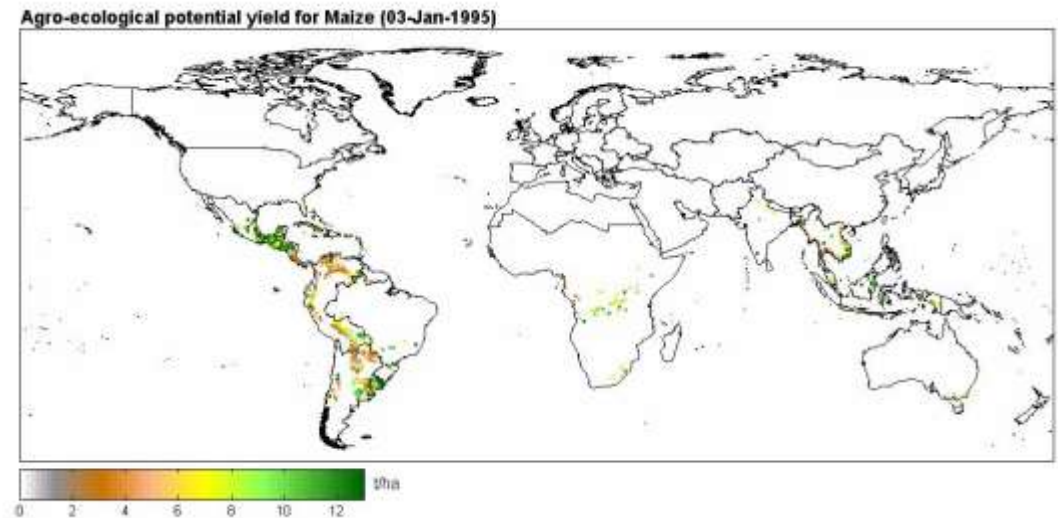 Agro-ecological potential yield for Maize (03-Jan-1995)
t/ha
0 2 4 6 8 10 12